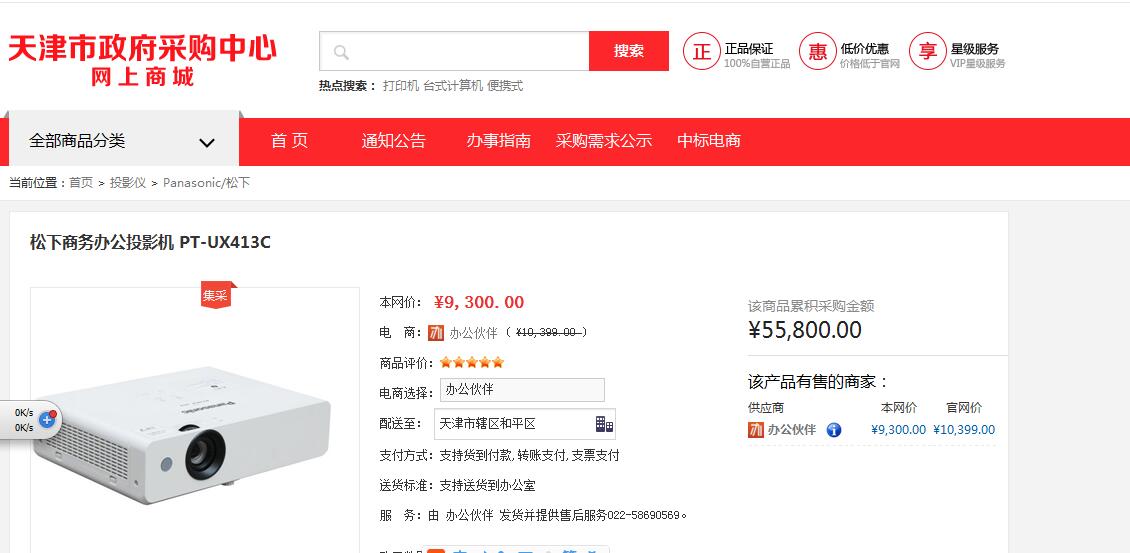 天津市政府采购中心
网上商城
搜索
热点搜索： 打印机 台式计算机 便携式
正 正品保证
100%自营正品
惠 低价优惠
价格低于官网
享 星级服务
VIP星级服务
全部商品分类
首 页 通知公告 办事指南 采购需求公示 中标电商
当前位置：首页 > 投影仪 > Panasonic/松下
松下商务办公投影机 PT-UX413C
集采
Panasonic
0K/s
0K/s
本网价： ¥9,300.00
电 商： 办公伙伴 （ ¥10,399.00 ）
商品评价：
电商选择： 办公伙伴
配送至： 天津市辖区和平区
支付方式：支持货到付款,转账支付,支票支付
送货标准：支持送货到办公室
服 务：由 办公伙伴 发货并提供售后服务022-58690569。
该商品累积采购金额
¥55,800.00
该产品有售的商家：
供应商 本网价 官网价
办公伙伴 ¥9,300.00 ¥10,399.00